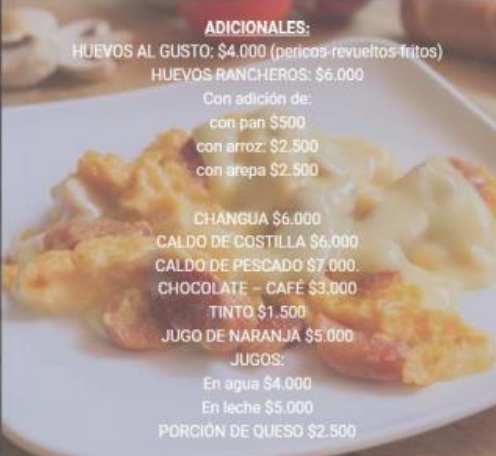 ADICIONALES:
HUEVOS AL GUSTO: $4.000 (pericos-revueltos-fritos)
HUEVOS RANCHEROS: $6.000
Con adición de:
con pan $500
con arroz: $2.500
con arepa $2.500
CHANGUA $6.000
CALDO DE COSTILLA $6.000
CALDO DE PESCADO $7.000.
CHOCOLATE – CAFÉ $3.000
TINTO $1.500
JUGO DE NARANJA $5.000
JUGOS:
En agua $4.000
En leche $5.000
PORCIÓN DE QUESO $2.500